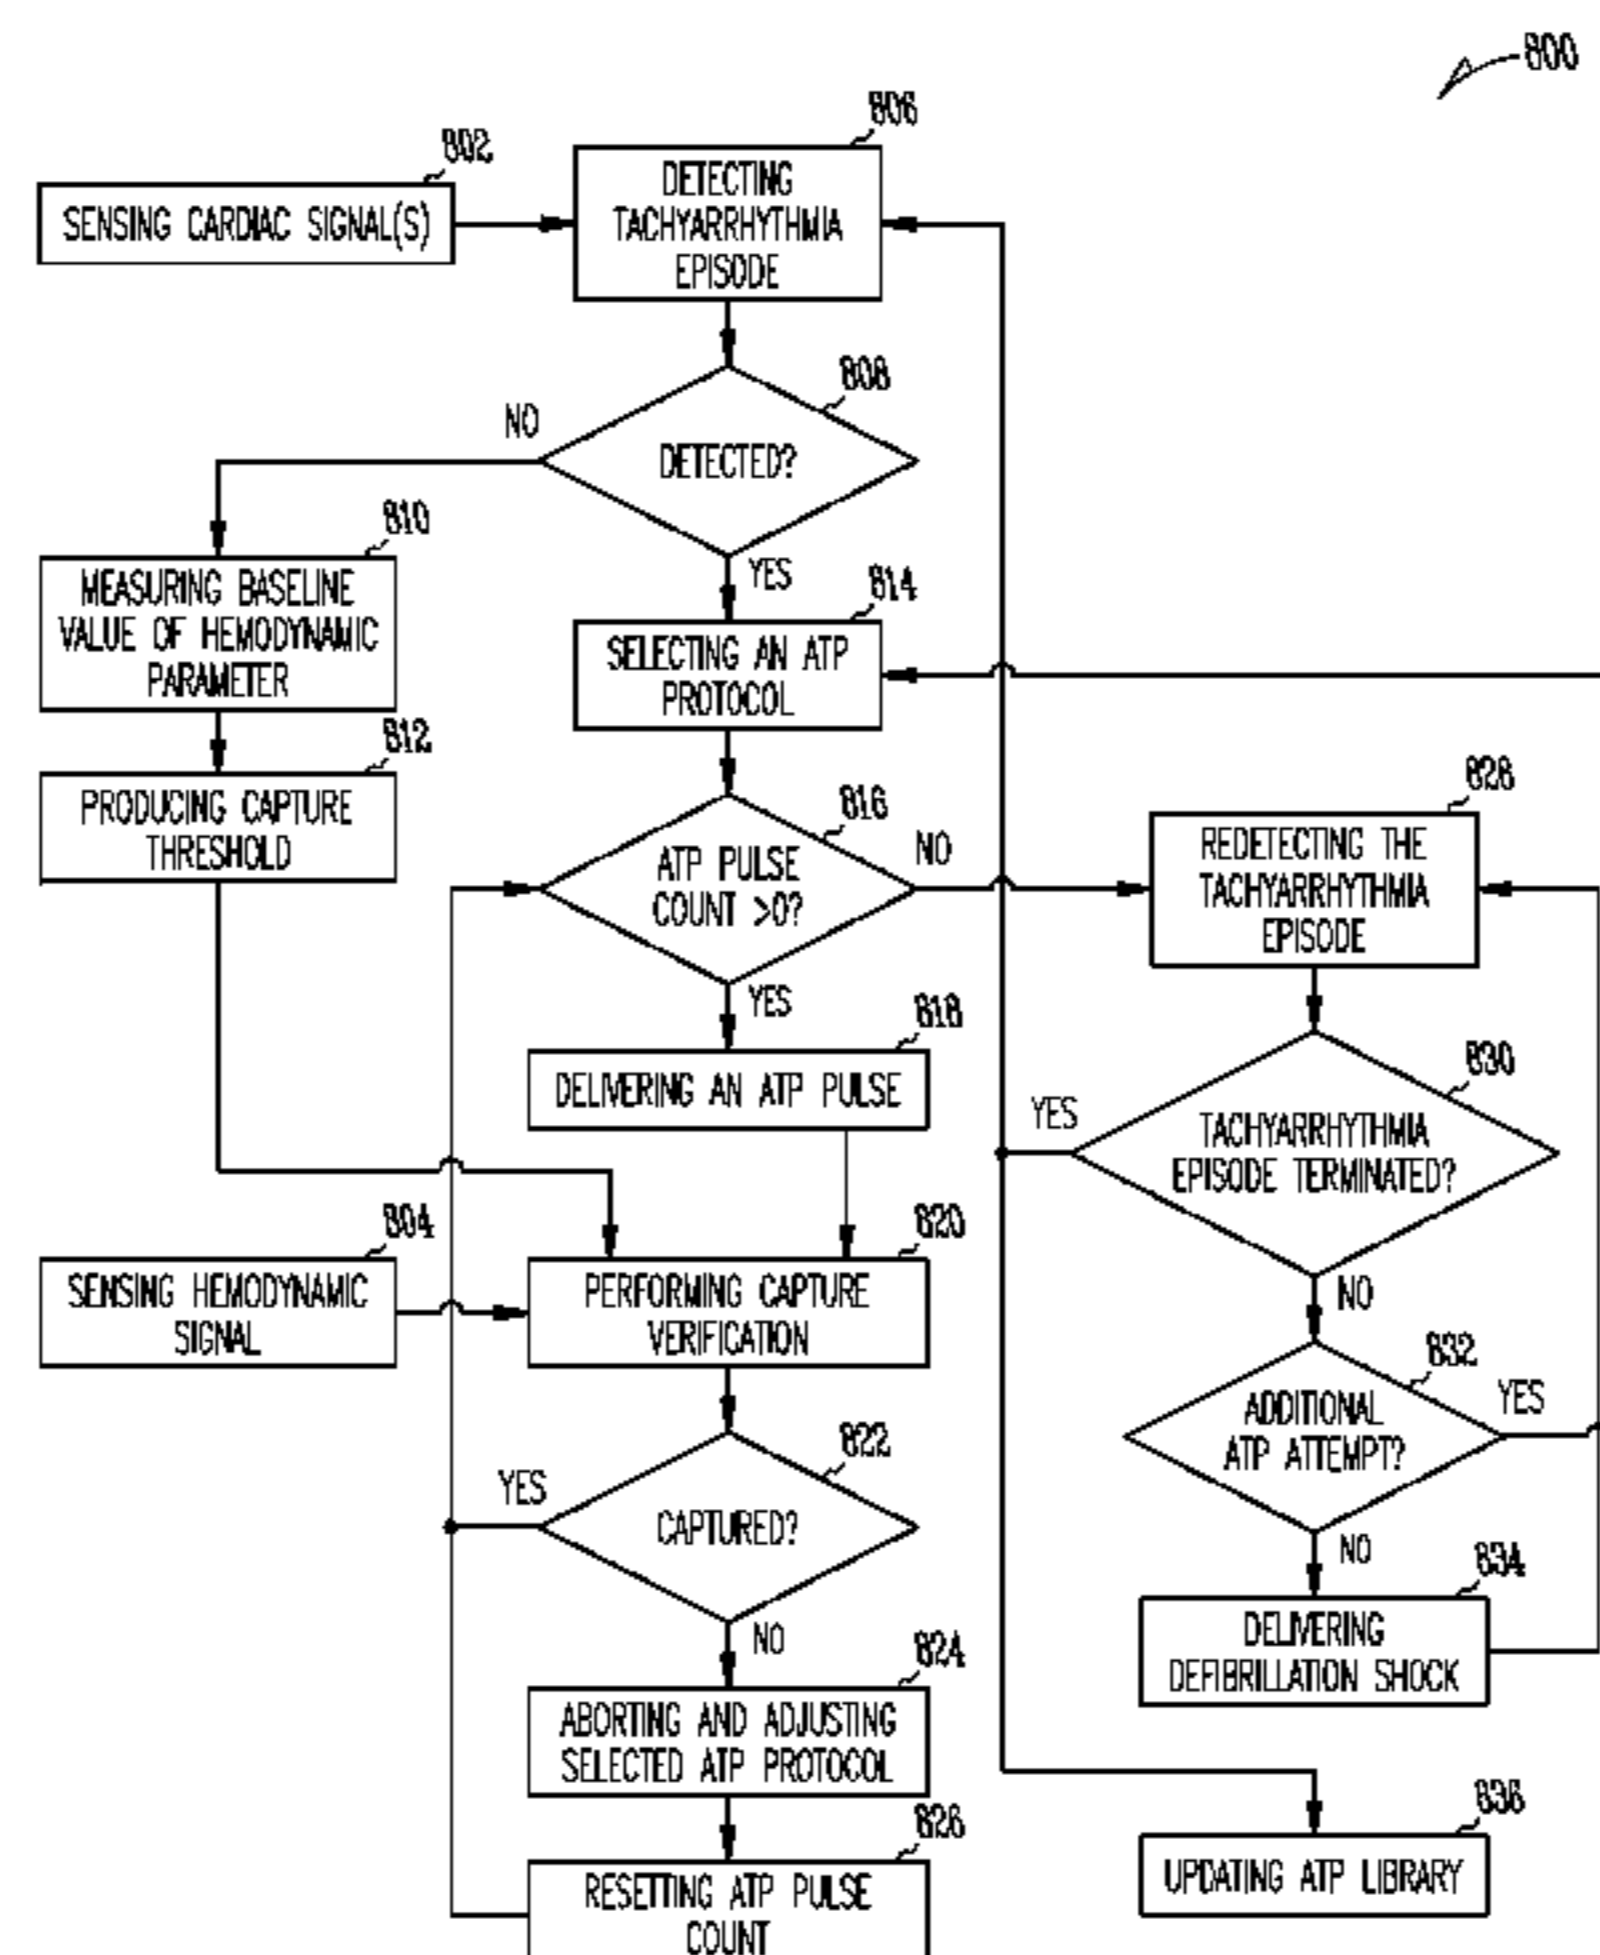 800
802
SENSING CARDIAC SIGNAL(S)
806
DETECTING
TACHYARRHYTHMIA
EPISODE
808
DETECTED?
NO
YES
810
MEASURING BASELINE
VALUE OF HEMODYNAMIC
PARAMETER
812
PRODUCING CAPTURE
THRESHOLD
814
SELECTING AN ATP
PROTOCOL
816
ATP PULSE
COUNT >0?
NO
YES
818
DELIVERING AN ATP PULSE
804
SENSING HEMODYNAMIC
SIGNAL
820
PERFORMING CAPTURE
VERIFICATION
822
CAPTURED?
YES
NO
824
ABORTING AND ADJUSTING
SELECTED ATP PROTOCOL
826
RESETTING ATP PULSE
COUNT
828
REDETECTING THE
TACHYARRHYTHMIA
EPISODE
830
TACHYARRHYTHMIA
EPISODE TERMINATED?
YES
NO
832
ADDITIONAL
ATP ATTEMPT?
YES
NO
834
DELIVERING
DEFIBRILLATION SHOCK
836
UPDATING ATP LIBRARY